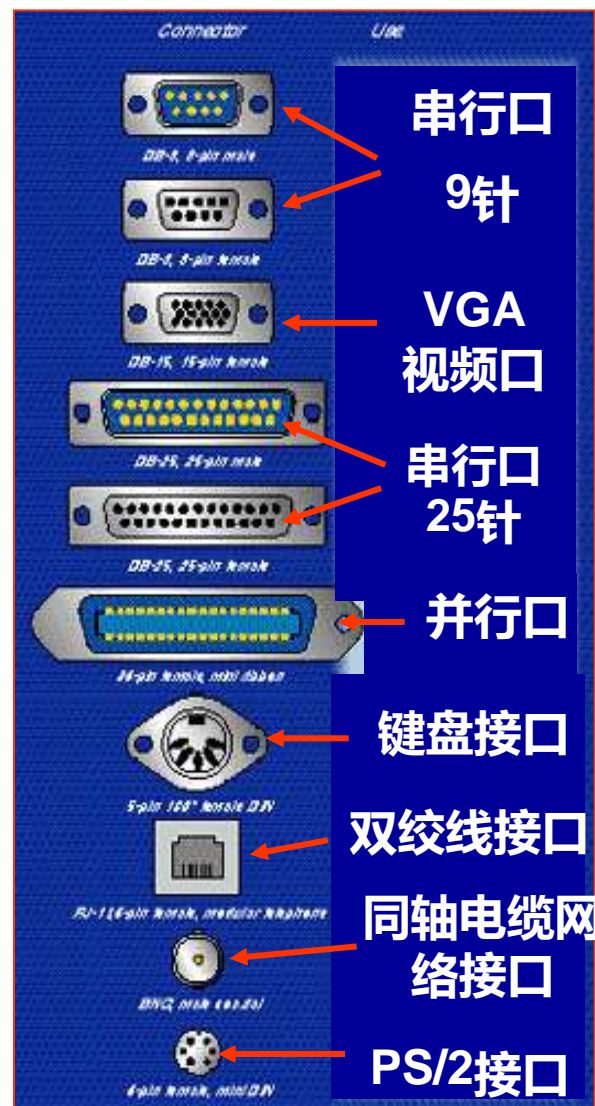 Connector Use
串行口
9针
DB-9, 9-pin male
DB-9, 9-pin female
VGA
视频口
DB-15, 15-pin female
串行口
25针
DB-25, 25-pin male
DB-25, 25-pin female
并行口
36-pin female, mini ribbon
键盘接口
5-pin 180° female DIN
双绞线接口
RJ-11, 6-pin female, modular telephone
同轴电缆网
络接口
BNC, male coaxial
PS/2接口
6-pin female, mini DIN